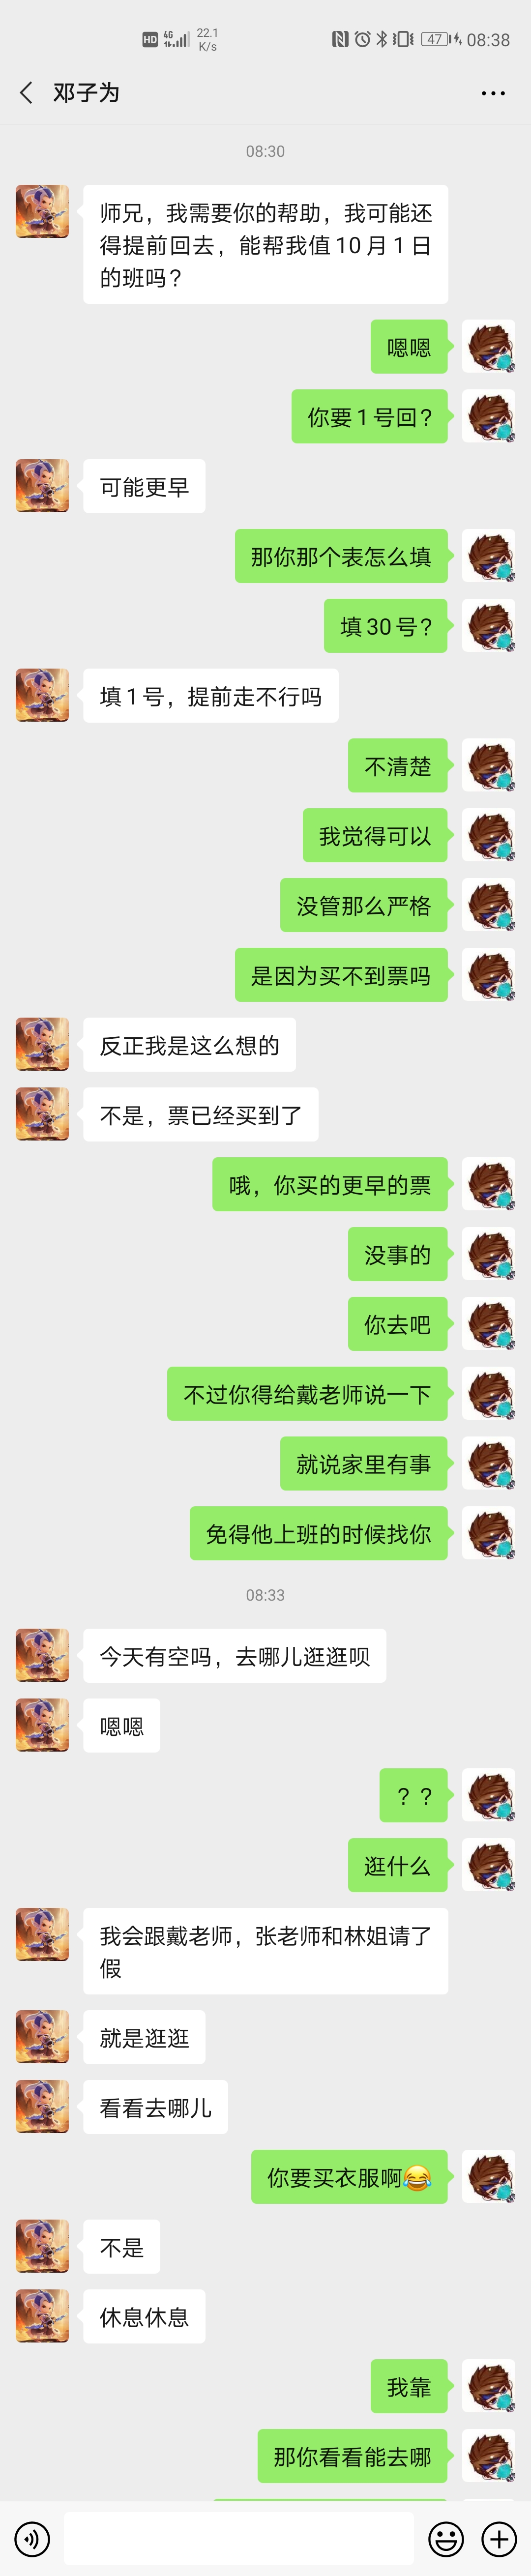 HD 4G 22.1 K/s 47 08:38
邓子为
08:30
师兄，我需要你的帮助，我可能还
得提前回去，能帮我值10月1日
的班吗？
嗯嗯
你要1号回？
可能更早
那你那个表怎么填
填30号？
填1号，提前走不行吗
不清楚
我觉得可以
没管那么严格
是因为买不到票吗
反正我是这么想的
不是，票已经买到了
哦，你买的更早的票
没事的
你去吧
不过你得给戴老师说一下
就说家里有事
免得他上班的时候找你
08:33
今天有空吗，去哪儿逛逛呗
嗯嗯
？？
逛什么
我会跟戴老师，张老师和林姐请了
假
就是逛逛
看看去哪儿
你要买衣服啊😂
不是
休息休息
我靠
那你看看能去哪